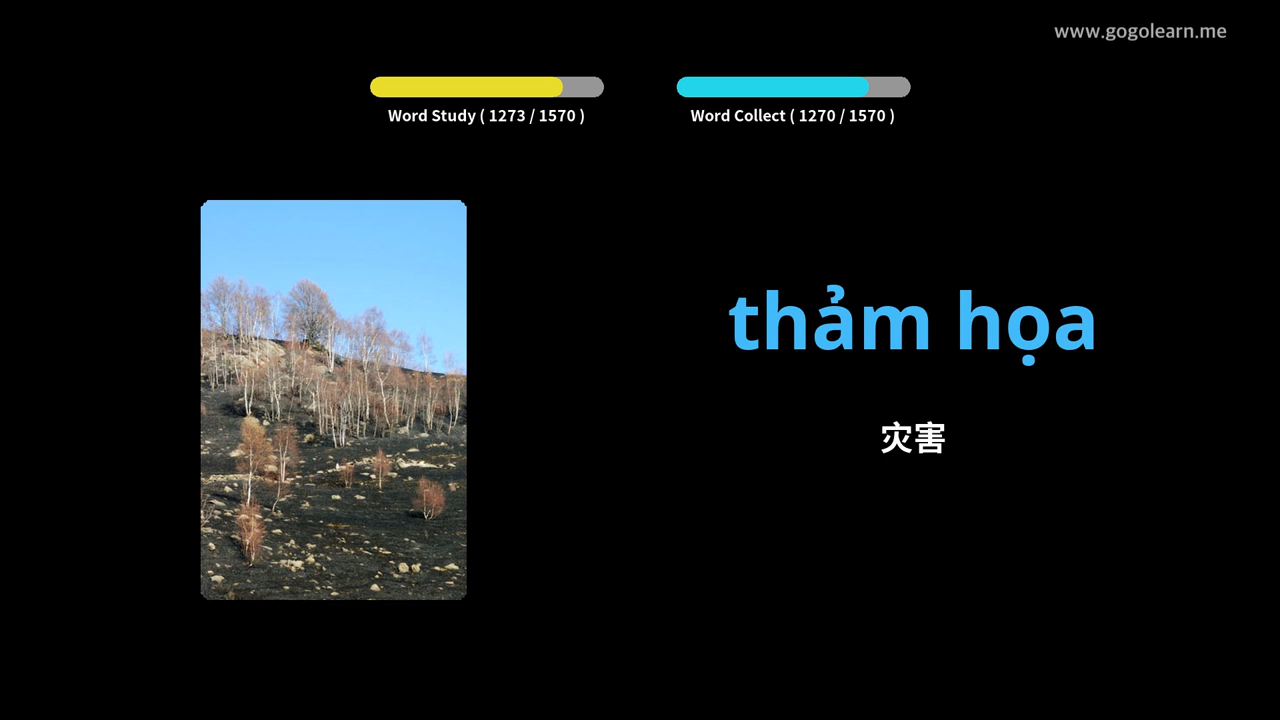 www.gogolearn.me
Word Study ( 1273 / 1570 )
Word Collect ( 1270 / 1570 )
thảm họa
灾害